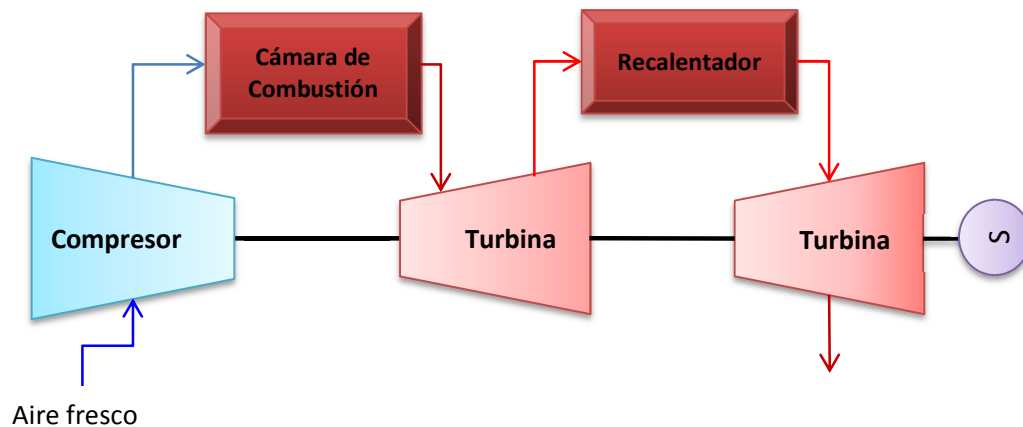 Cámara de
Combustión
Recalentador
Compresor
Turbina
Turbina
S
Aire fresco